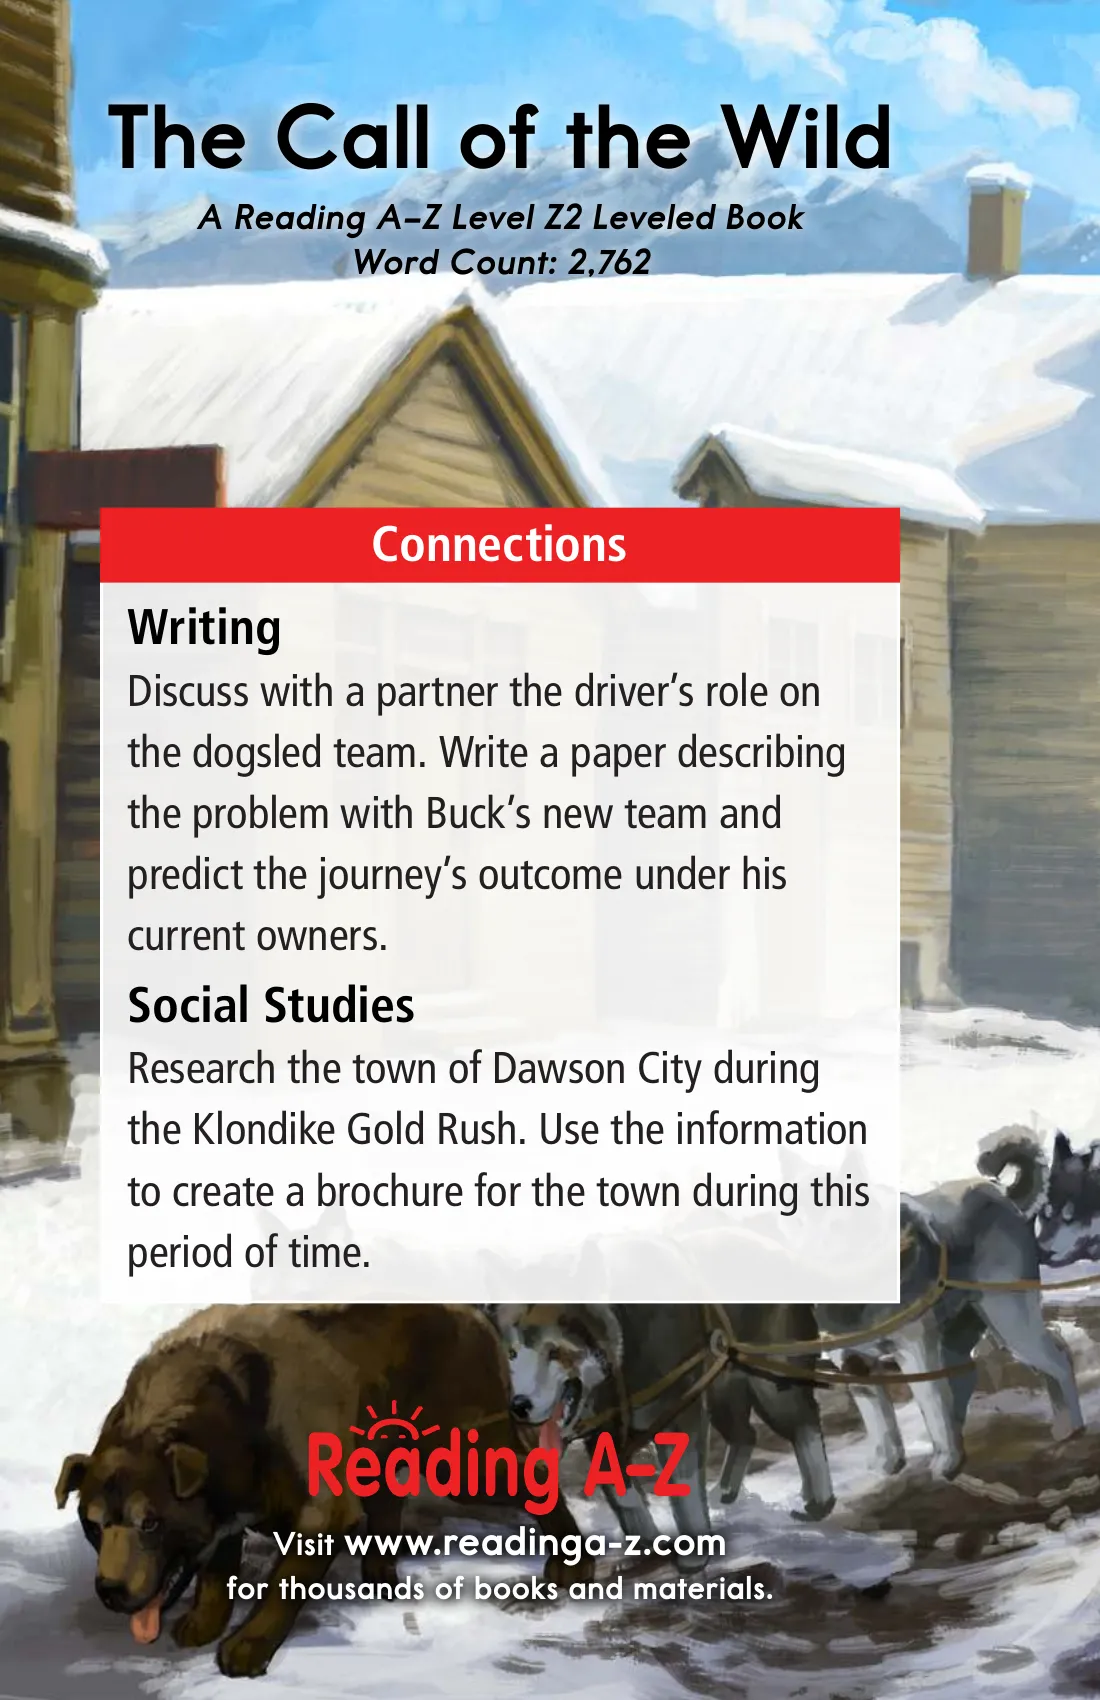 The Call of the Wild
A Reading A–Z Level Z2 Leveled Book
Word Count: 2,762
Connections
Writing
Discuss with a partner the driver’s role on
the dogsled team. Write a paper describing
the problem with Buck’s new team and
predict the journey’s outcome under his
current owners.
Social Studies
Research the town of Dawson City during
the Klondike Gold Rush. Use the information
to create a brochure for the town during this
period of time.
Reading A–Z
Visit www.readinga-z.com
for thousands of books and materials.